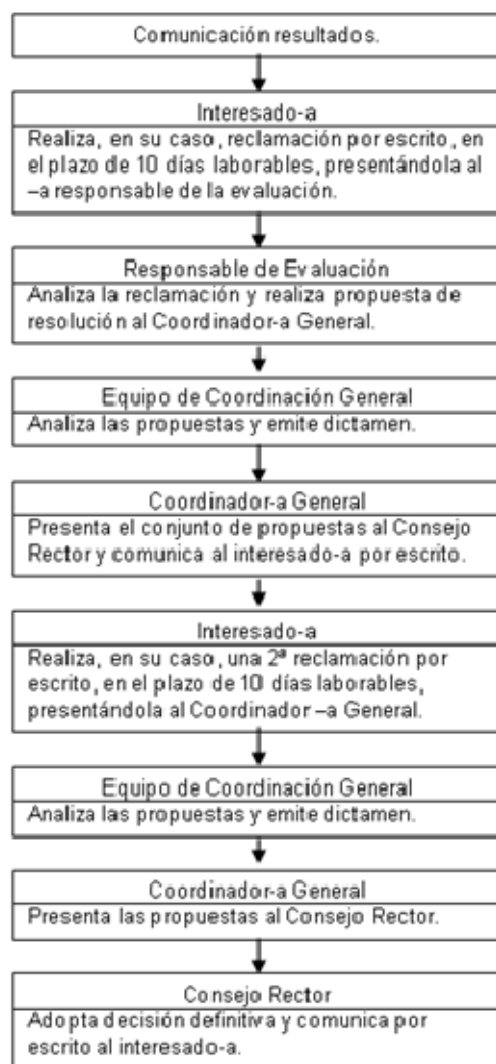 Comunicación resultados.
Interesado-a
Realiza, en su caso, reclamación por escrito, en
el plazo de 10 días laborables, presentándola al
–a responsable de la evaluación.
Responsable de Evaluación
Analiza la reclamación y realiza propuesta de
resolución al Coordinador-a General.
Equipo de Coordinación General
Analiza las propuestas y emite dictamen.
Coordinador-a General
Presenta el conjunto de propuestas al Consejo
Rector y comunica al interesado-a por escrito.
Interesado-a
Realiza, en su caso, una 2ª reclamación por
escrito, en el plazo de 10 días laborables,
presentándola al Coordinador –a General.
Equipo de Coordinación General
Analiza las propuestas y emite dictamen.
Coordinador-a General
Presenta las propuestas al Consejo Rector.
Consejo Rector
Adopta decisión definitiva y comunica por
escrito al interesado-a.